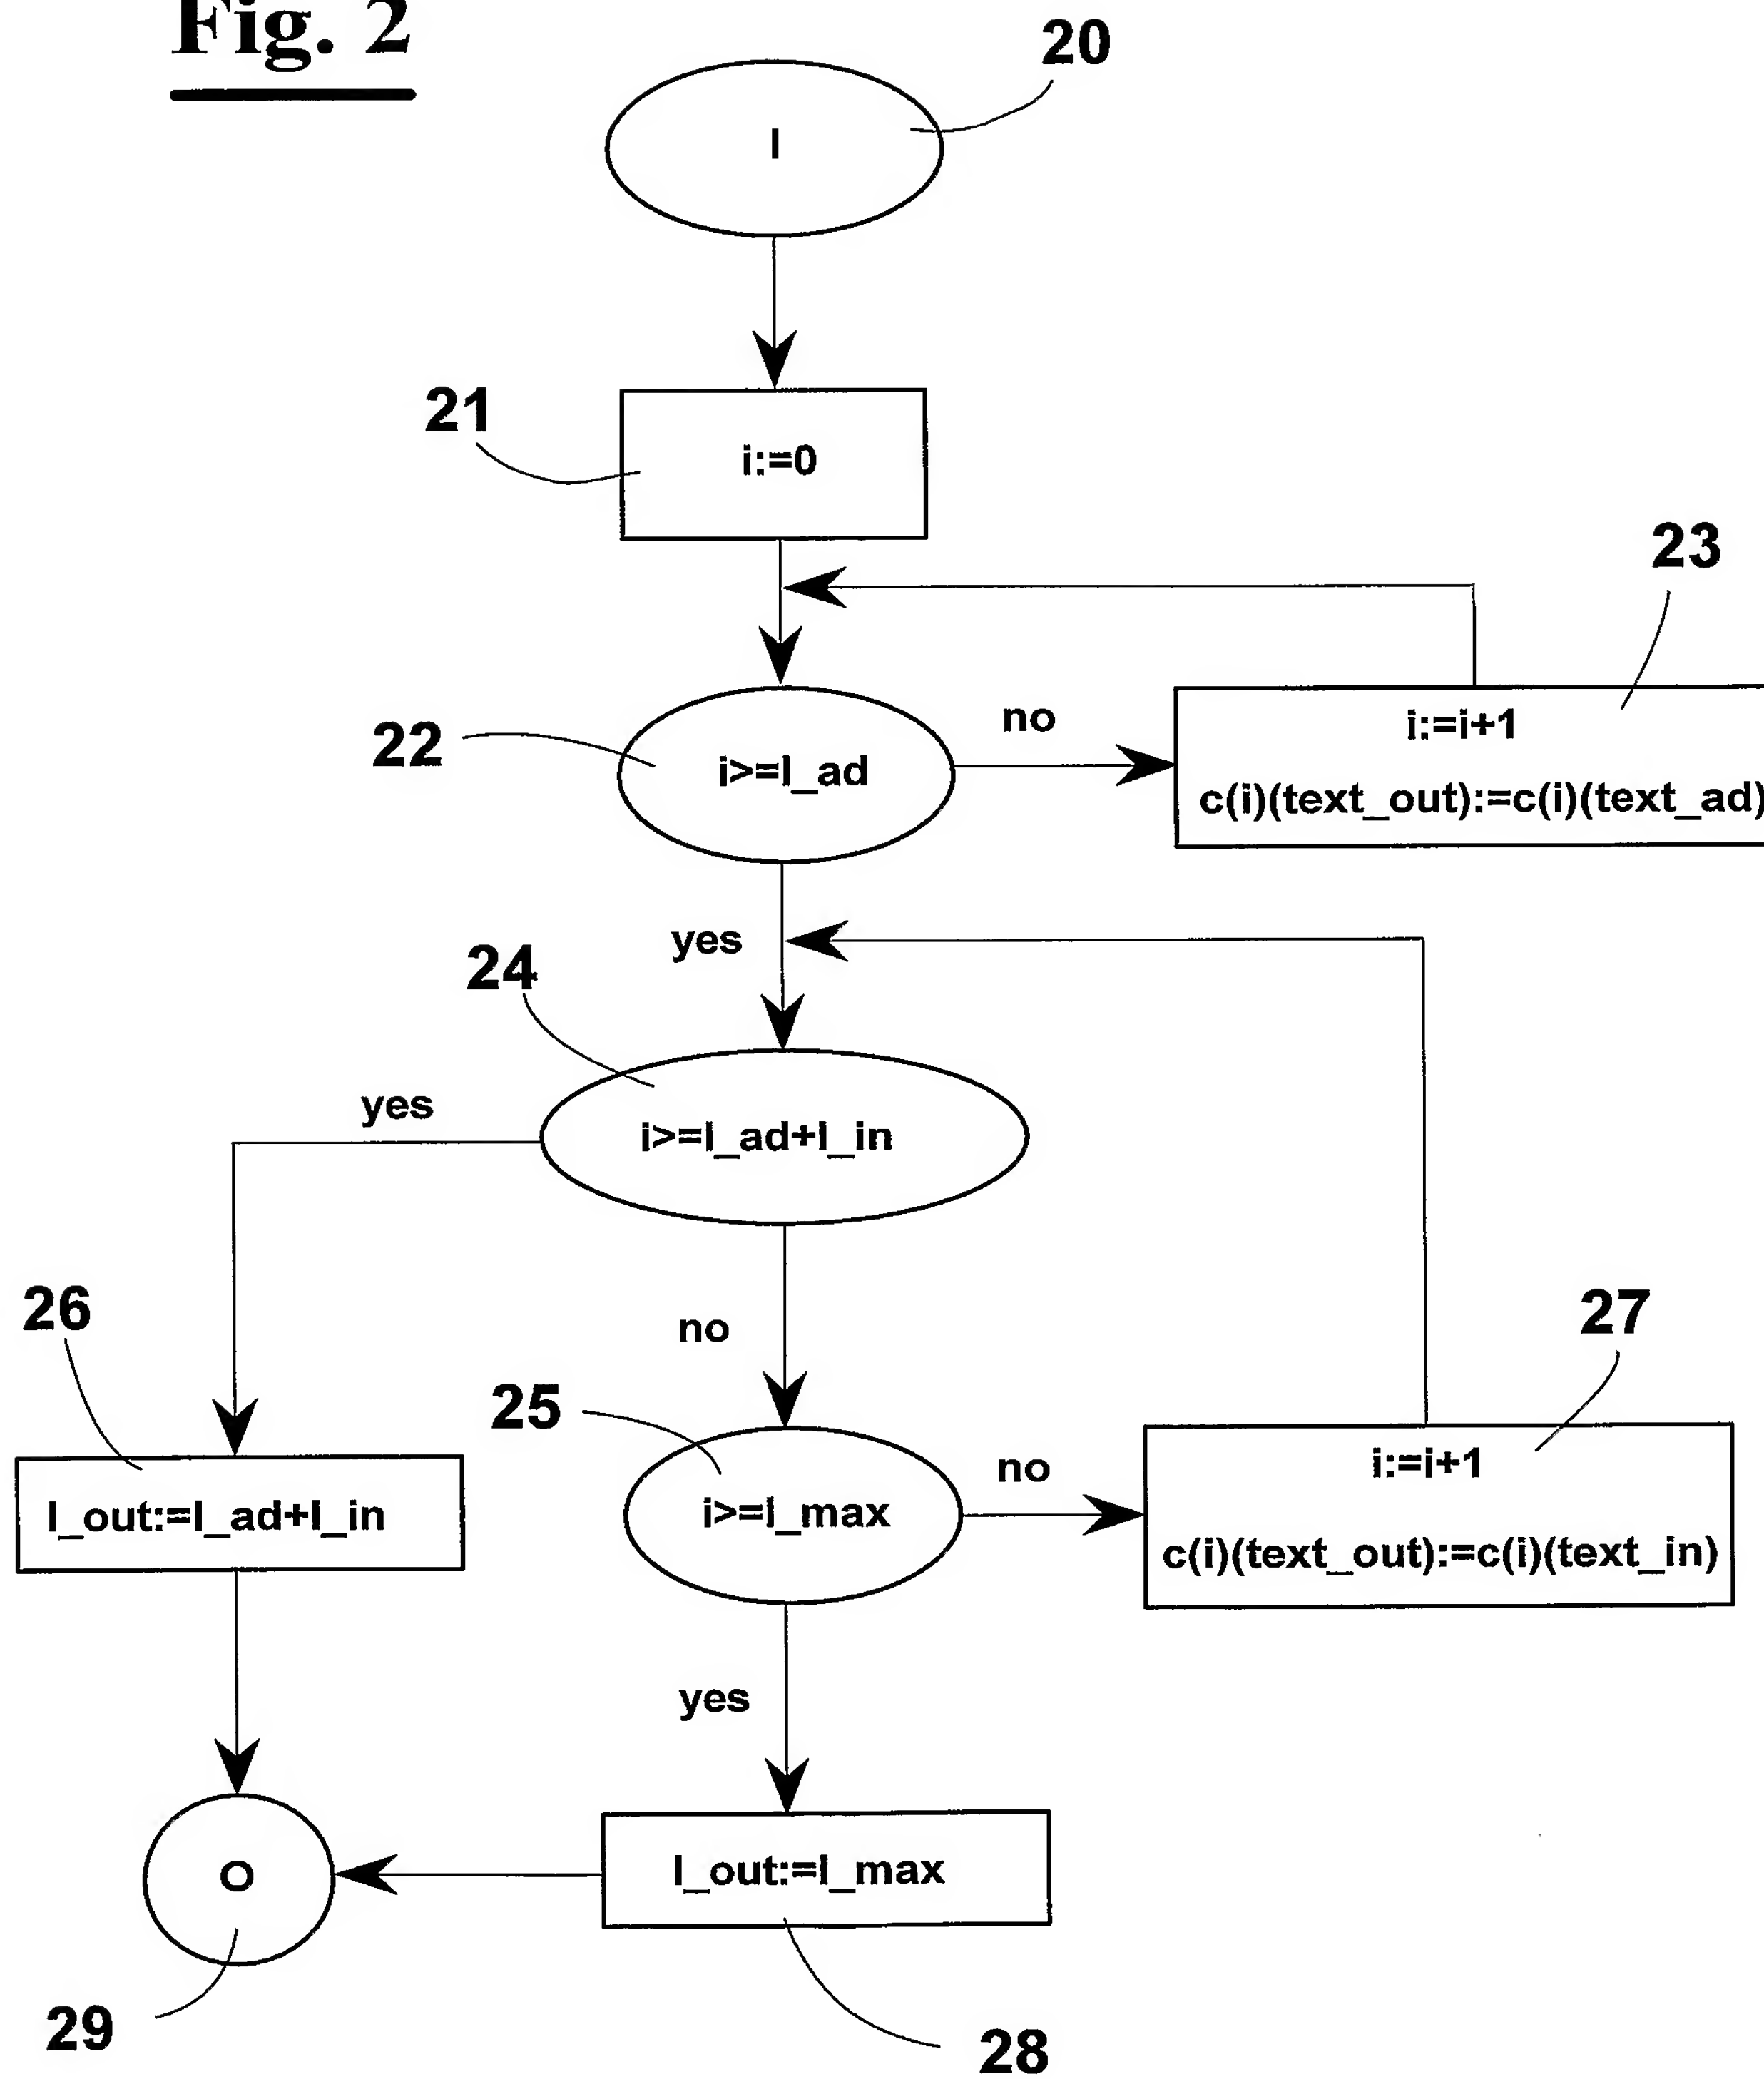 Fig. 2
20
I
21
i:=0
23
22
i>=l_ad
no
i:=i+1
c(i)(text_out):=c(i)(text_ad)
yes
24
yes
i>=l_ad+l_in
26
no
27
25
i>=l_max
no
i:=i+1
c(i)(text_out):=c(i)(text_in)
l_out:=l_ad+l_in
yes
O
l_out:=l_max
29
28